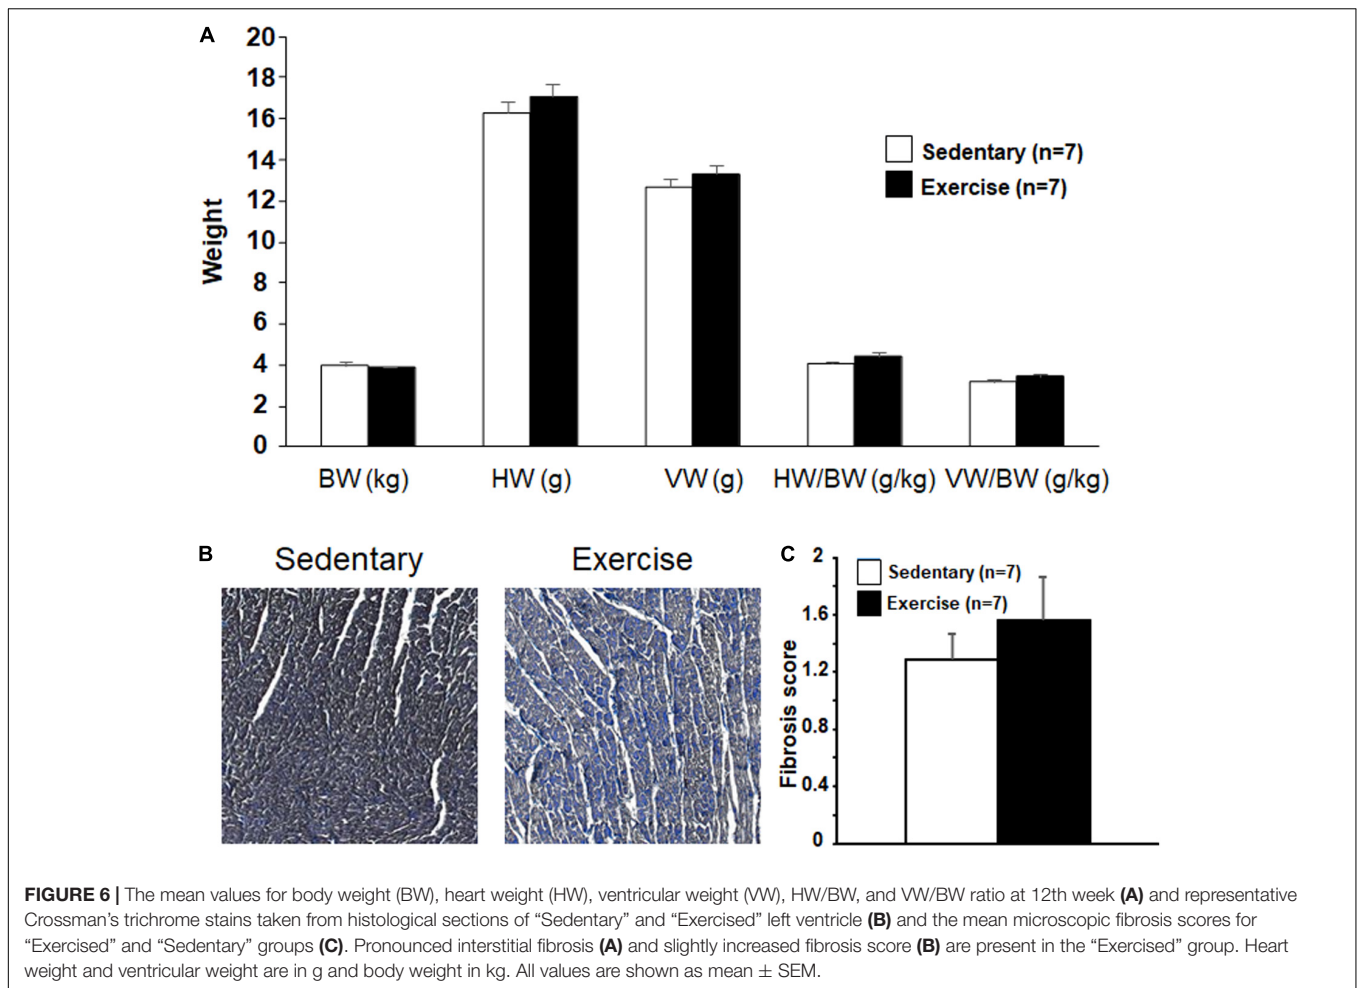 A
20
18
16
14
12
10
8
6
4
2
0
Weight
Sedentary (n=7)
Exercise (n=7)
BW (kg)
HW (g)
VW (g)
HW/BW (g/kg)
VW/BW (g/kg)
B
Sedentary
Exercise
C
2
1.6
1.2
0.8
0.4
0
Fibrosis score
Sedentary (n=7)
Exercise (n=7)
FIGURE 6 | The mean values for body weight (BW), heart weight (HW), ventricular weight (VW), HW/BW, and VW/BW ratio at 12th week (A) and representative
Crossman’s trichrome stains taken from histological sections of “Sedentary” and “Exercised” left ventricle (B) and the mean microscopic fibrosis scores for
“Exercised” and “Sedentary” groups (C). Pronounced interstitial fibrosis (A) and slightly increased fibrosis score (B) are present in the “Exercised” group. Heart
weight and ventricular weight are in g and body weight in kg. All values are shown as mean ± SEM.